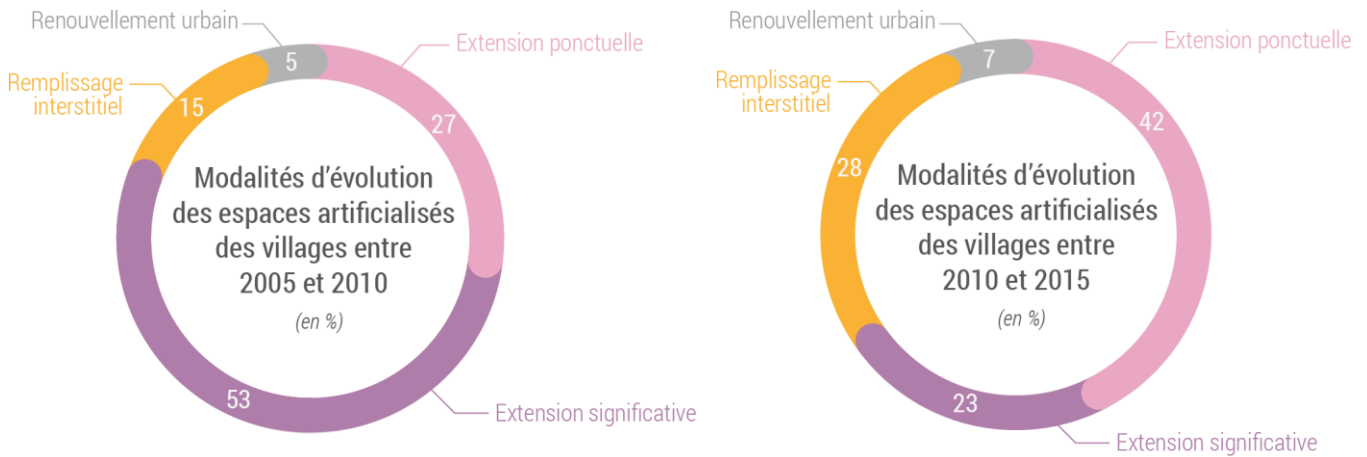 Renouvellement urbain
5
Extension ponctuelle
Remplissage
interstitiel
15
27
Modalités d'évolution
des espaces artificialisés
des villages entre
2005 et 2010
(en %)
53
Extension significative
Renouvellement urbain
7
Extension ponctuelle
Remplissage
interstitiel
42
28
Modalités d'évolution
des espaces artificialisés
des villages entre
2010 et 2015
(en %)
23
Extension significative